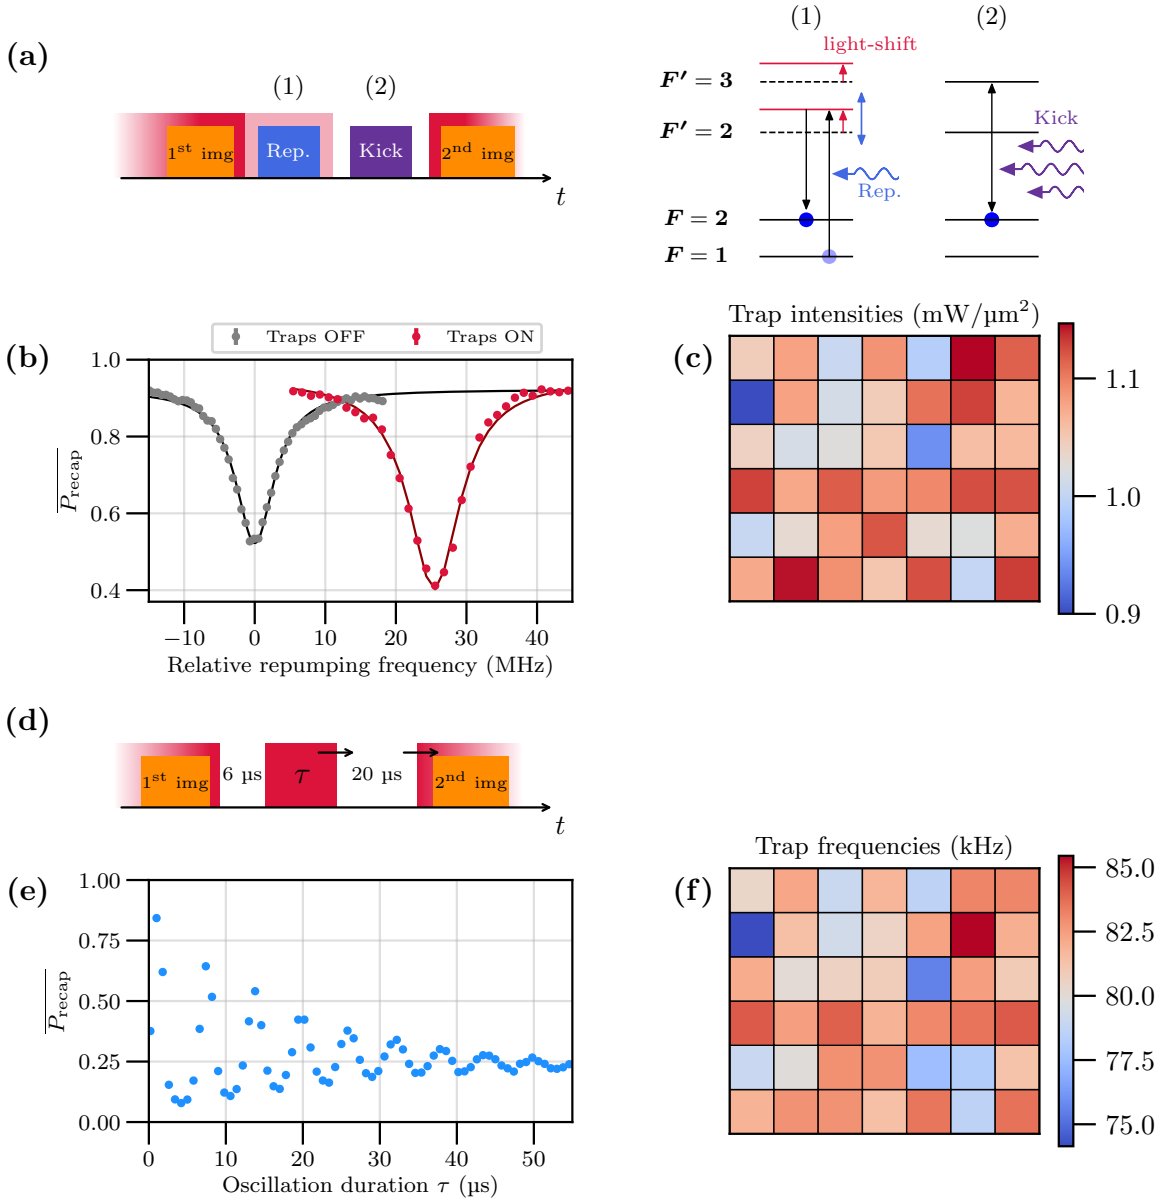 (a)
(1)
(2)
1st img
Rep.
Kick
2nd img
t
(1)
(2)
light-shift
F′ = 3
F′ = 2
Kick
Rep.
F = 2
F = 1
(b)
Traps OFF
Traps ON
1.0
0.8
0.6
0.4
P_recap
−10
0
10
20
30
40
Relative repumping frequency (MHz)
(c)
Trap intensities (mW/µm²)
1.1
1.0
0.9
(d)
1st img
6 µs
τ
20 µs
2nd img
t
(e)
1.00
0.75
0.50
0.25
0.00
P_recap
0
10
20
30
40
50
Oscillation duration τ (µs)
(f)
Trap frequencies (kHz)
85.0
82.5
80.0
77.5
75.0